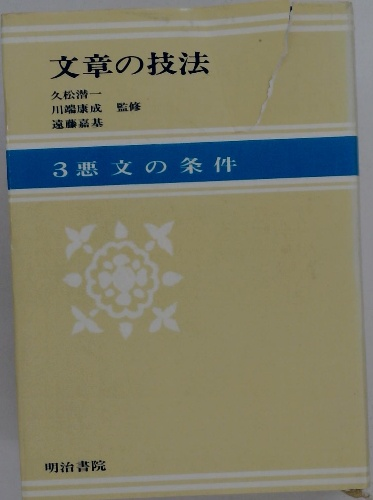 文章の技法
久松潜一
川端康成 監修
遠藤嘉基
3 悪文の条件
明治書院